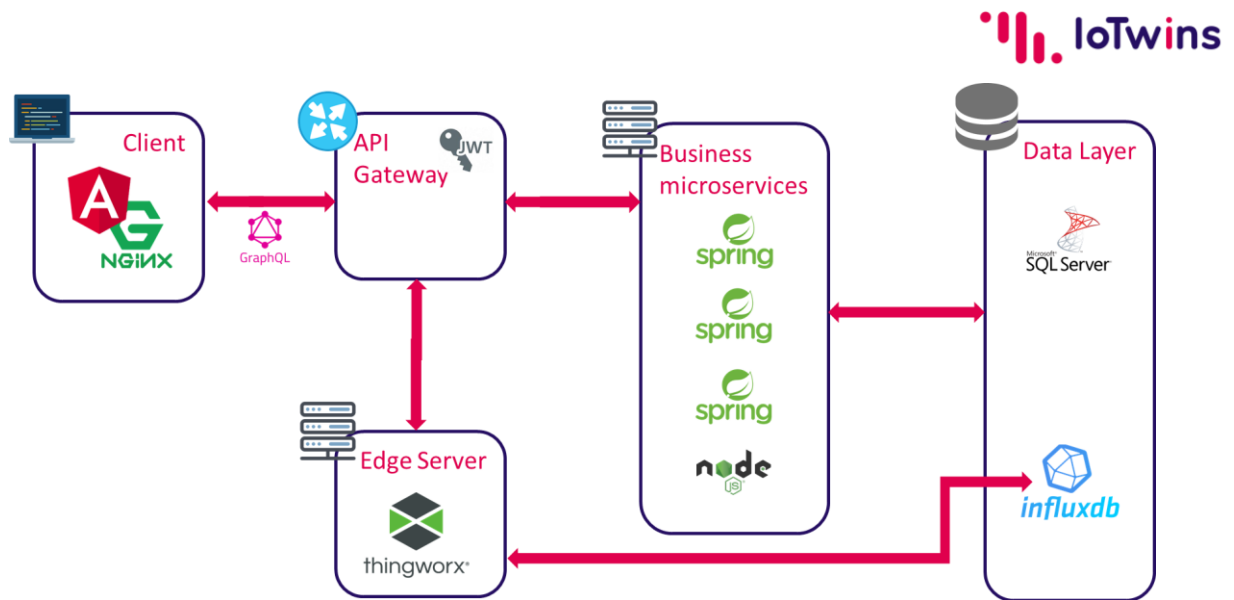 IoTwins
Client
NGiNX
GraphQL
API
Gateway
JWT
Business
microservices
spring
spring
spring
node
JS
Data Layer
Microsoft®
SQL Server®
influxdb
Edge Server
thingworx®